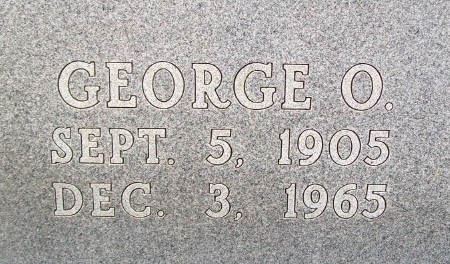 GEORGE O.
SEPT. 5, 1905
DEC. 3, 1965